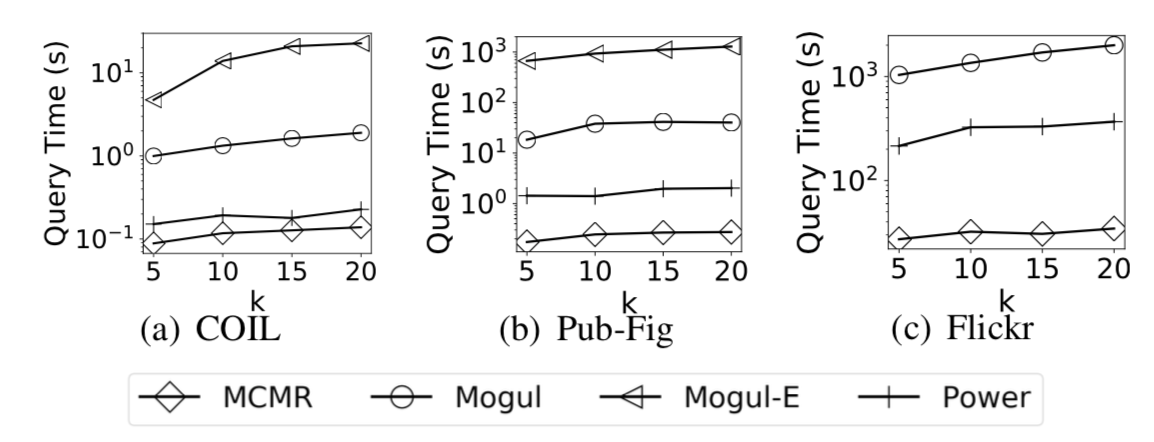 Query Time (s)
10^1
10^0
10^-1
5 10 15 20
k
(a) COIL
Query Time (s)
10^3
10^2
10^1
10^0
5 10 15 20
k
(b) Pub-Fig
Query Time (s)
10^3
10^2
5 10 15 20
k
(c) Flickr
MCMR Mogul Mogul-E Power